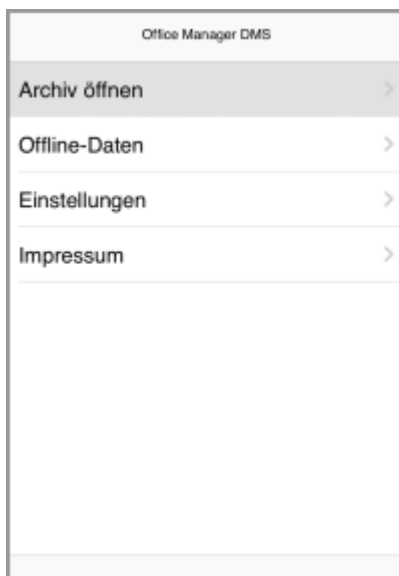 Office Manager DMS
Archiv öffnen
Offline-Daten
Einstellungen
Impressum